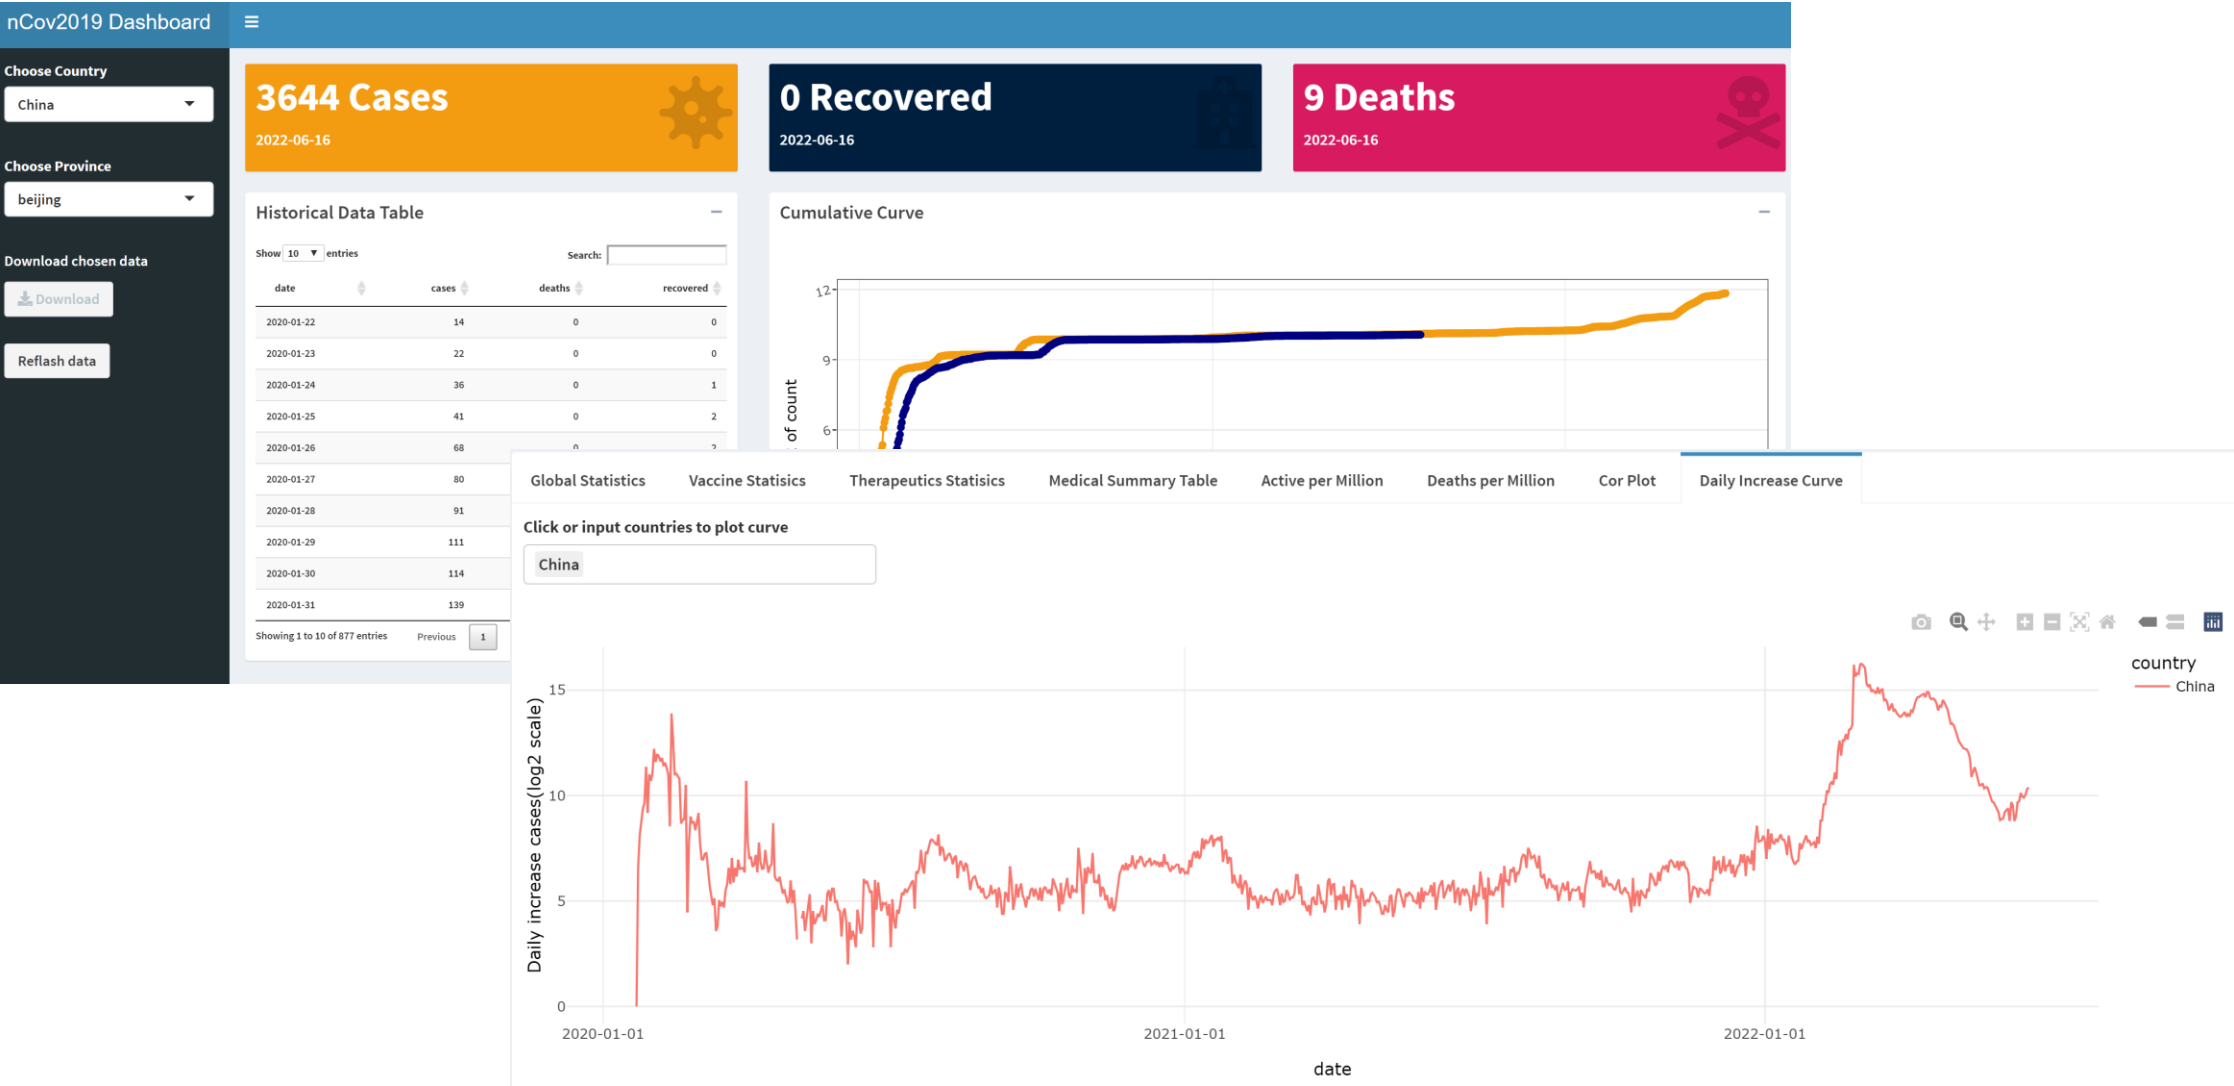 nCov2019 Dashboard
Choose Country
China
Choose Province
beijing
Download chosen data
Download
Reflash data
3644 Cases
2022-06-16
0 Recovered
2022-06-16
9 Deaths
2022-06-16
Historical Data Table
Show 10 entries Search:
date cases deaths recovered
2020-01-22 14 0 0
2020-01-23 22 0 0
2020-01-24 36 0 1
2020-01-25 41 0 2
2020-01-26 68 0 2
2020-01-27 80
2020-01-28 91
2020-01-29 111
2020-01-30 114
2020-01-31 139
Showing 1 to 10 of 877 entries Previous 1
Cumulative Curve
12
9
6
of count
Global Statistics Vaccine Statisics Therapeutics Statisics Medical Summary Table Active per Million Deaths per Million Cor Plot Daily Increase Curve
Click or input countries to plot curve
China
country
China
Daily increase cases(log2 scale)
15
10
5
0
2020-01-01 2021-01-01 2022-01-01
date